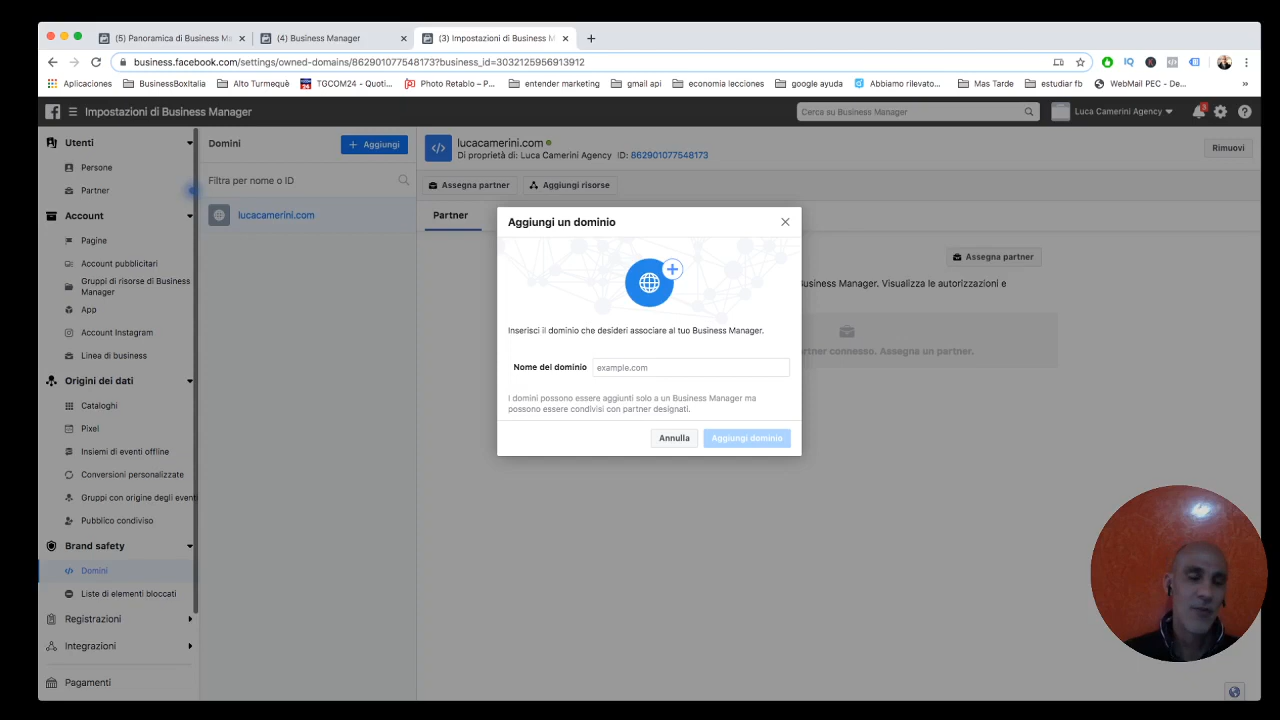 (5) Panoramica di Business Me
(4) Business Manager
(3) Impostazioni di Business M
business.facebook.com/settings/owned-domains/862901077548173?business_id=3032125956913912
Aplicaciones
BusinessBoxItalia
Alto Turmequè
TGCOM24 - Quoti...
Photo Retablo – P...
entender marketing
gmail api
economia lecciones
google ayuda
Abbiamo rilevato...
Mas Tarde
estudiar fb
WebMail PEC - De...
»
Impostazioni di Business Manager
Cerca su Business Manager
Luca Camerini Agency
Utenti
Persone
Partner
Account
Pagine
Account pubblicitari
Gruppi di risorse di Business
Manager
App
Account Instagram
Linea di business
Origini dei dati
Cataloghi
Pixel
Insiemi di eventi offline
Conversioni personalizzate
Gruppi con origine degli eventi
Pubblico condiviso
Brand safety
Domini
Liste di elementi bloccati
Registrazioni
Integrazioni
Pagamenti
Domini
+ Aggiungi
Filtra per nome o ID
lucacamerini.com
lucacamerini.com
Di proprietà di: Luca Camerini Agency ID: 862901077548173
Rimuovi
Assegna partner
Aggiungi risorse
Partner
Assegna partner
Business Manager. Visualizza le autorizzazioni e
connesso. Assegna un partner.
Aggiungi un dominio
Inserisci il dominio che desideri associare al tuo Business Manager.
Nome del dominio
example.com
I domini possono essere aggiunti solo a un Business Manager ma
possono essere condivisi con partner designati.
Annulla
Aggiungi dominio